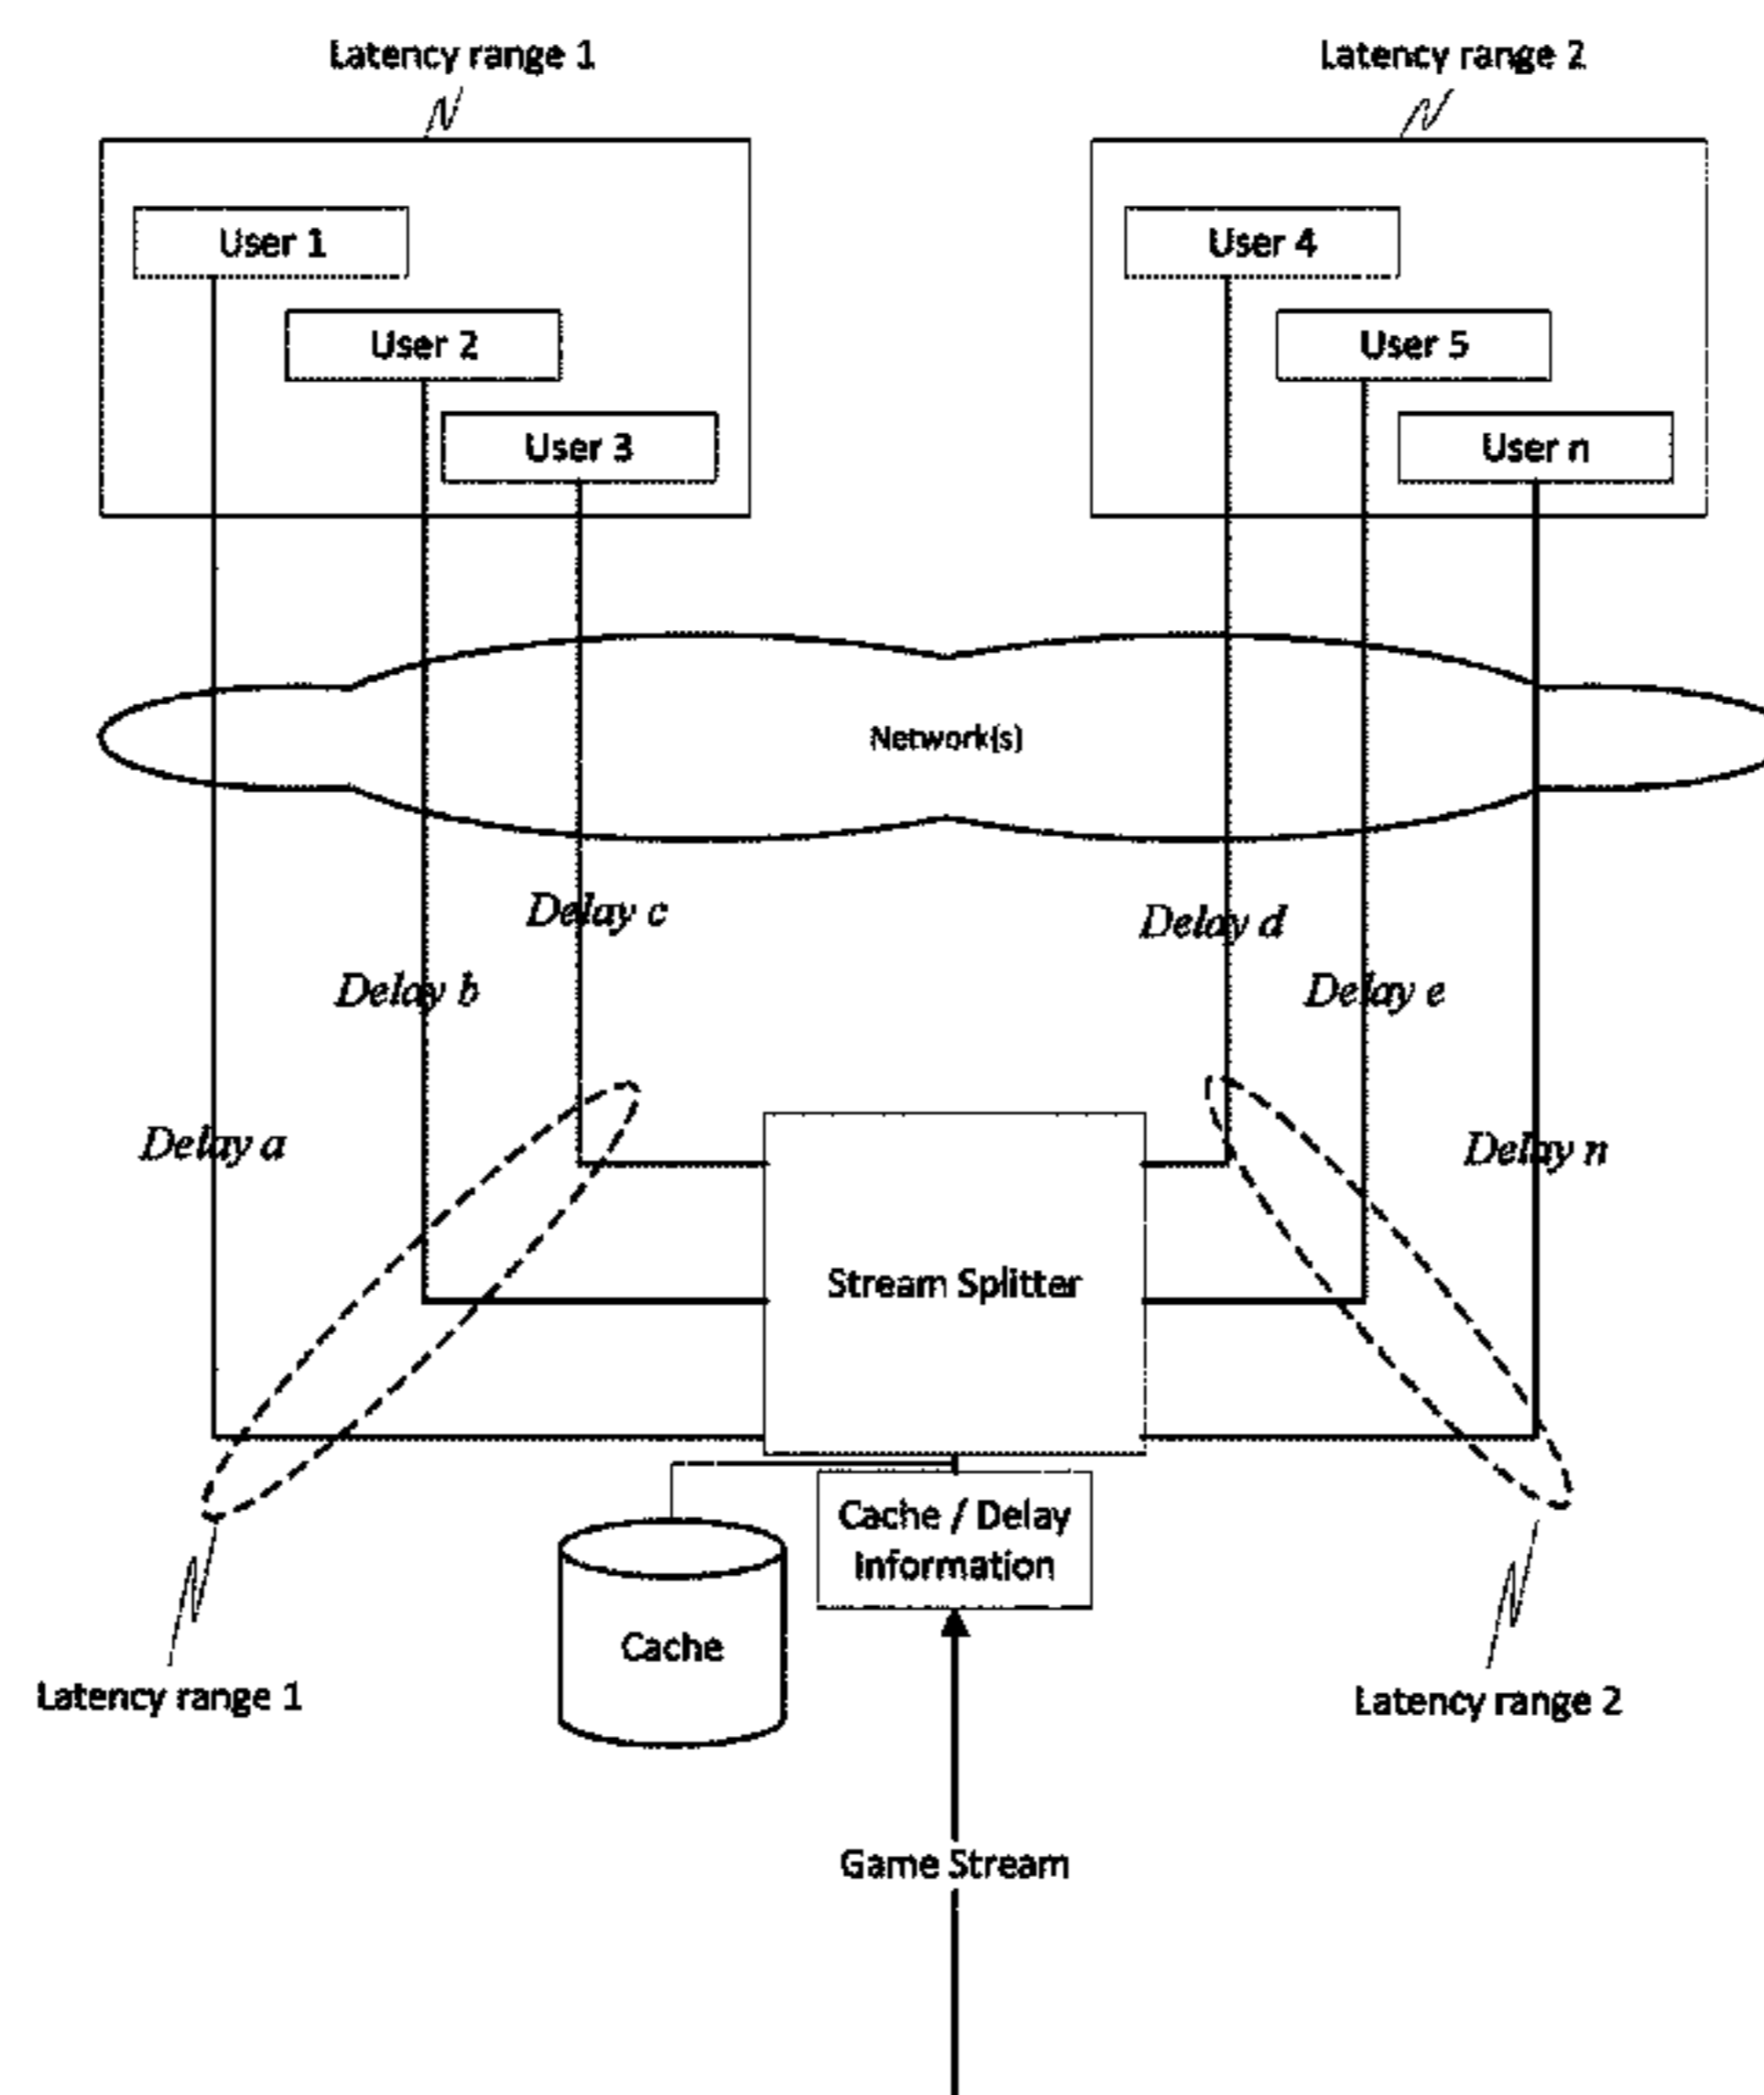 Latency range 1
Latency range 2
User 1
User 4
User 2
User 5
User 3
User n
Network(s)
Delay c
Delay d
Delay b
Delay e
Delay a
Delay n
Stream Splitter
Cache / Delay
Information
Cache
Latency range 1
Latency range 2
Game Stream